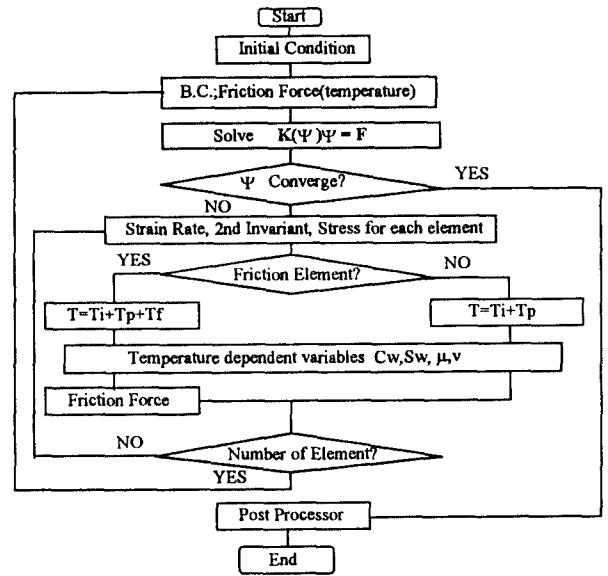 Start
Initial Condition
B.C.;Friction Force(temperature)
Solve K(Ψ)Ψ = F
Ψ Converge?
YES
NO
Strain Rate, 2nd Invariant, Stress for each element
YES
Friction Element?
NO
T=Ti+Tp+Tf
T=Ti+Tp
Temperature dependent variables Cw,Sw, μ,ν
Friction Force
NO
Number of Element?
YES
Post Processor
End